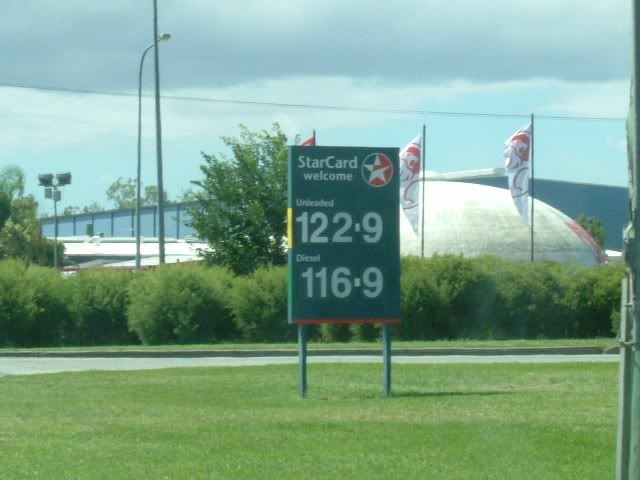 StarCard
welcome
Unleaded
122·9
Diesel
116·9